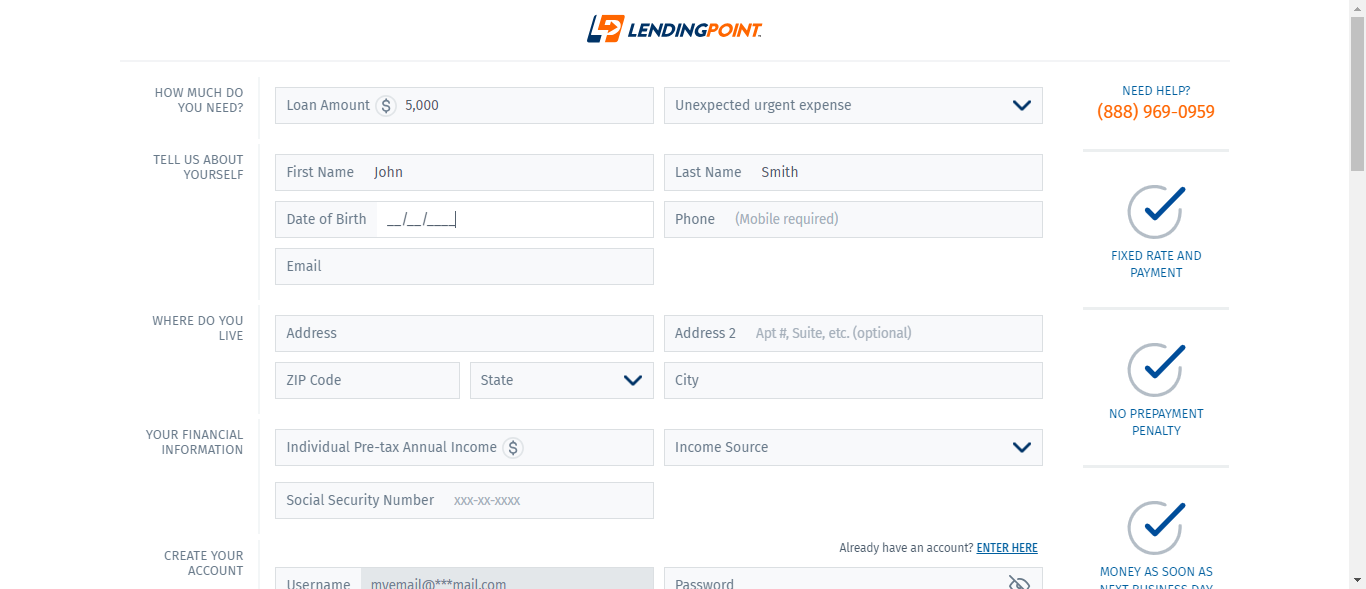 LENDINGPOINT
HOW MUCH DO
YOU NEED?
Loan Amount $ 5,000
Unexpected urgent expense
NEED HELP?
(888) 969-0959
TELL US ABOUT
YOURSELF
First Name John
Last Name Smith
Date of Birth __/__/____
Phone (Mobile required)
Email
FIXED RATE AND
PAYMENT
WHERE DO YOU
LIVE
Address
Address 2 Apt #, Suite, etc. (optional)
ZIP Code
State
City
NO PREPAYMENT
PENALTY
YOUR FINANCIAL
INFORMATION
Individual Pre-tax Annual Income $
Income Source
Social Security Number xxx-xx-xxxx
Already have an account? ENTER HERE
CREATE YOUR
ACCOUNT
Username myemail@***mail.com
Password
MONEY AS SOON AS
NEXT BUSINESS DAY